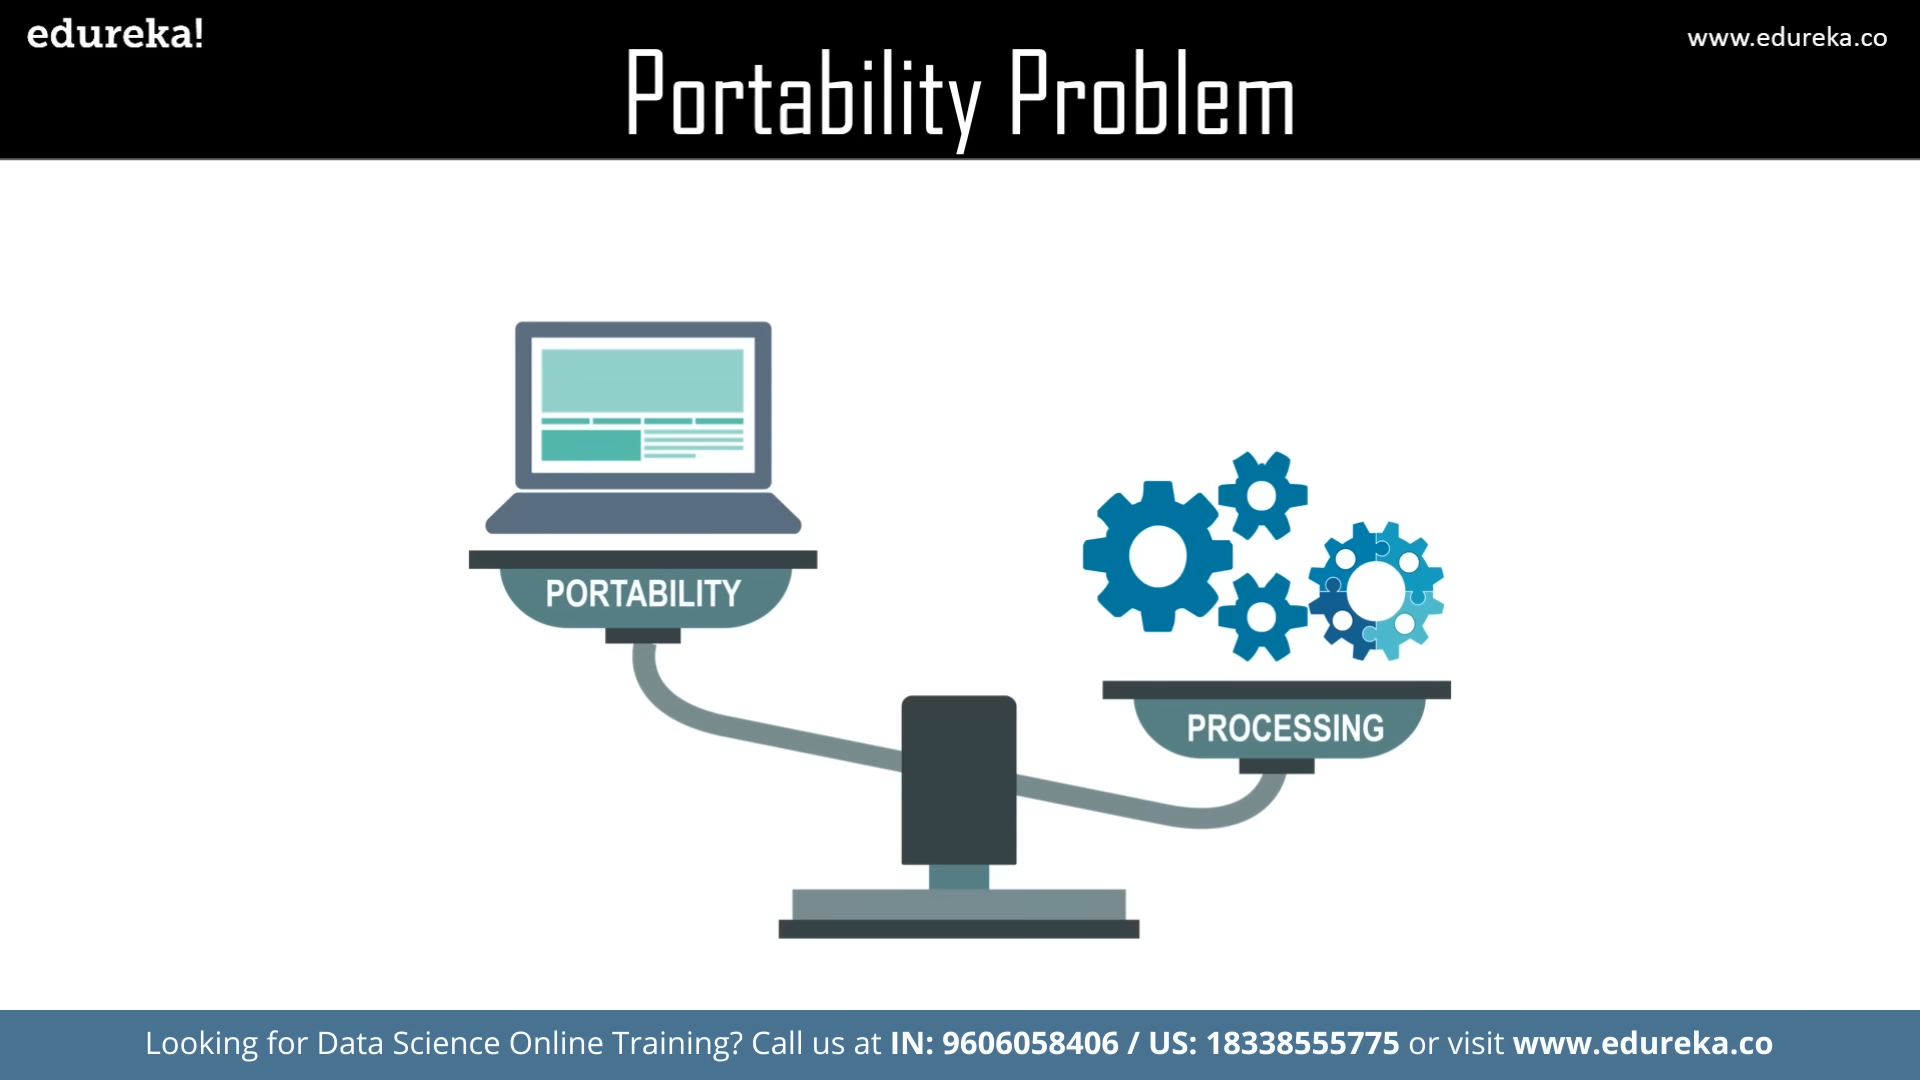 edureka!
www.edureka.co
Portability Problem
PORTABILITY
PROCESSING
Looking for Data Science Online Training? Call us at IN: 9606058406 / US: 18338555775 or visit www.edureka.co